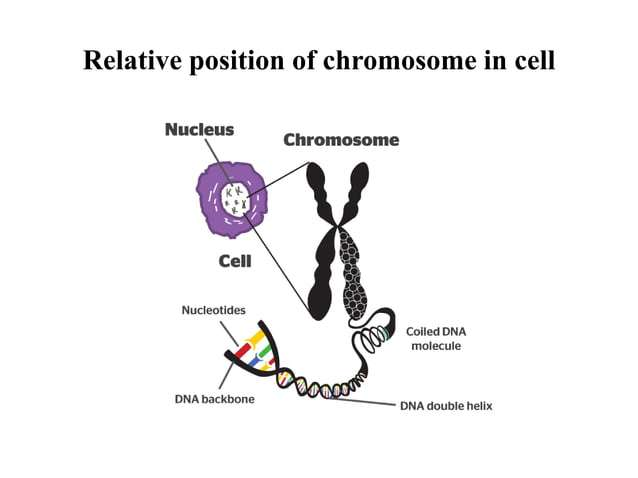 Relative position of chromosome in cell
Nucleus
Chromosome
Cell
Nucleotides
Coiled DNA
molecule
DNA backbone
DNA double helix